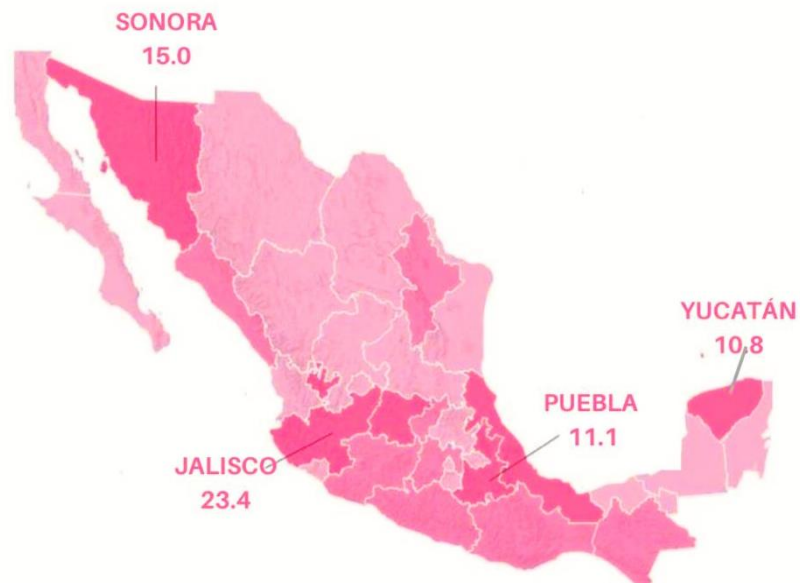 SONORA
15.0
YUCATÁN
10.8
PUEBLA
11.1
JALISCO
23.4